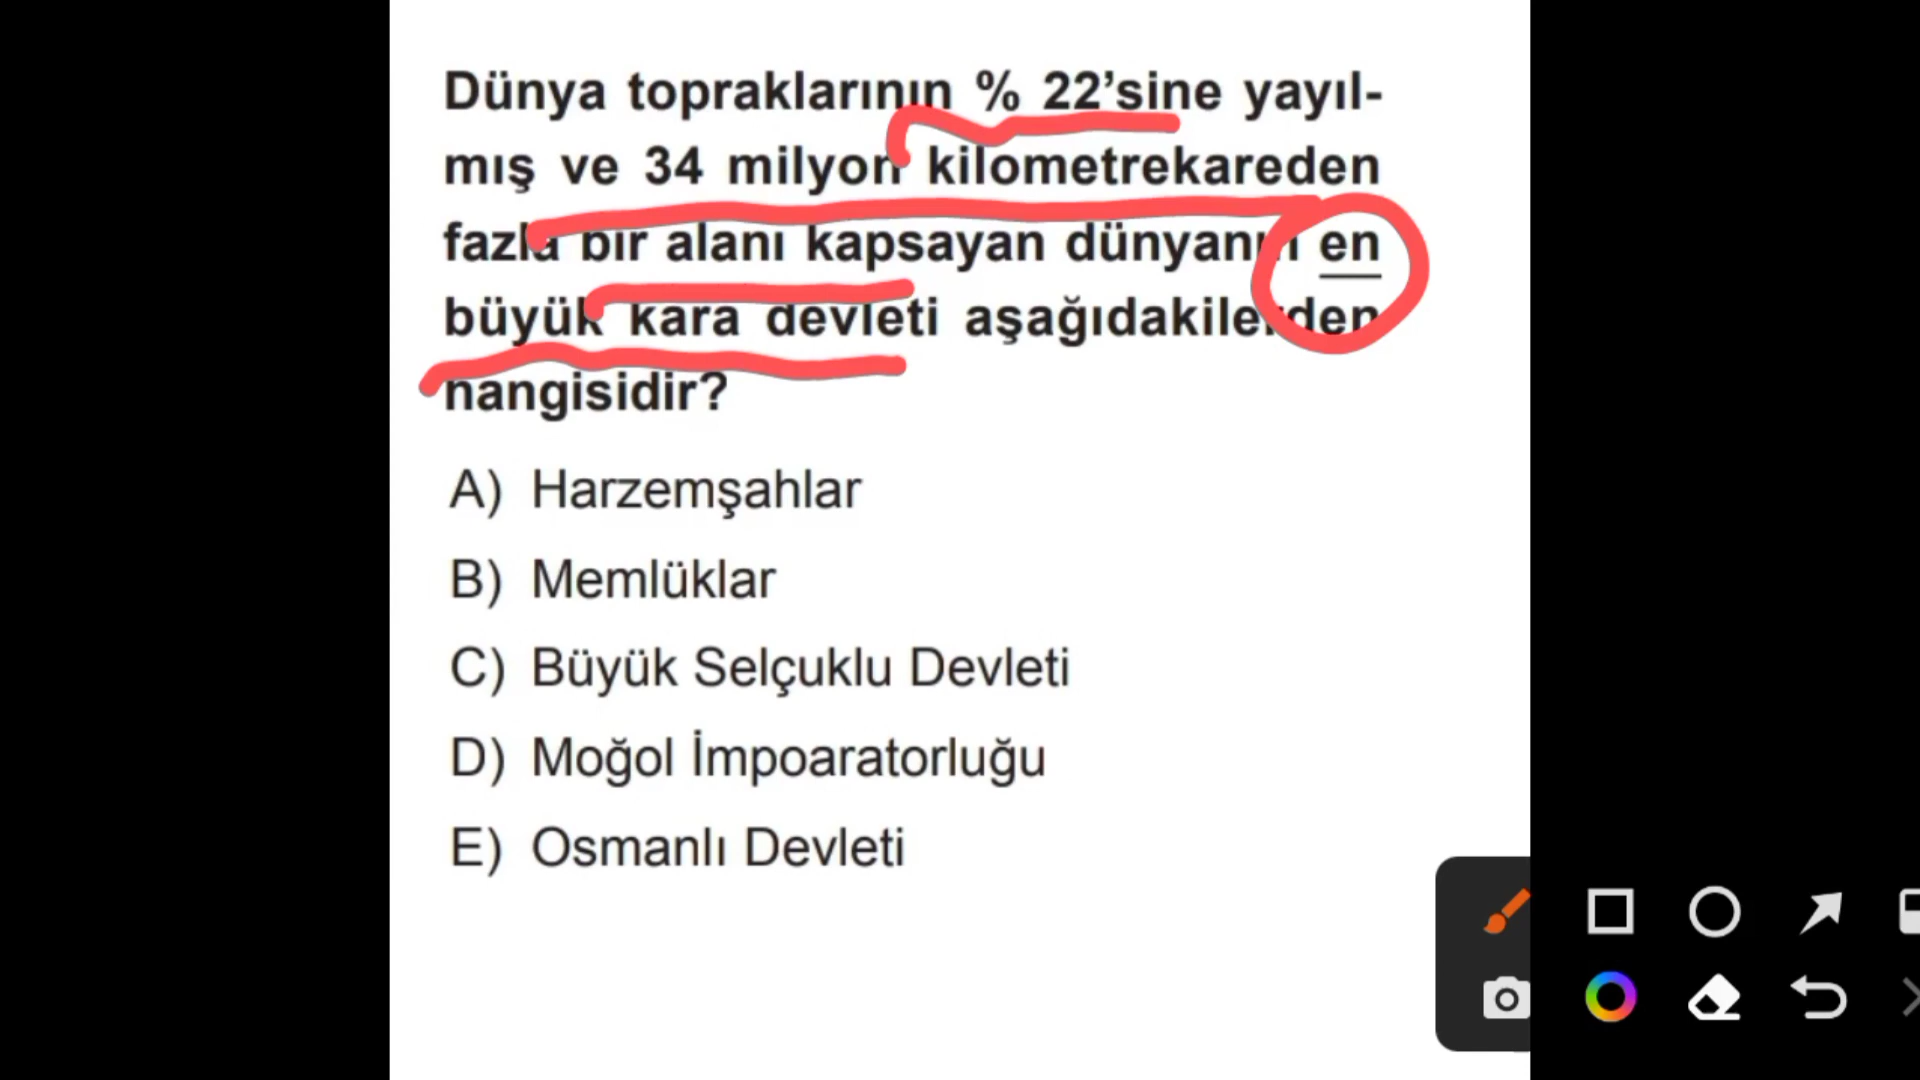 Dünya topraklarının % 22’sine yayıl-
mış ve 34 milyon kilometrekareden
fazla bir alanı kapsayan dünyanın en
büyük kara devleti aşağıdakilerden
hangisidir?
A) Harzemşahlar
B) Memlüklar
C) Büyük Selçuklu Devleti
D) Moğol İmpoaratorluğu
E) Osmanlı Devleti